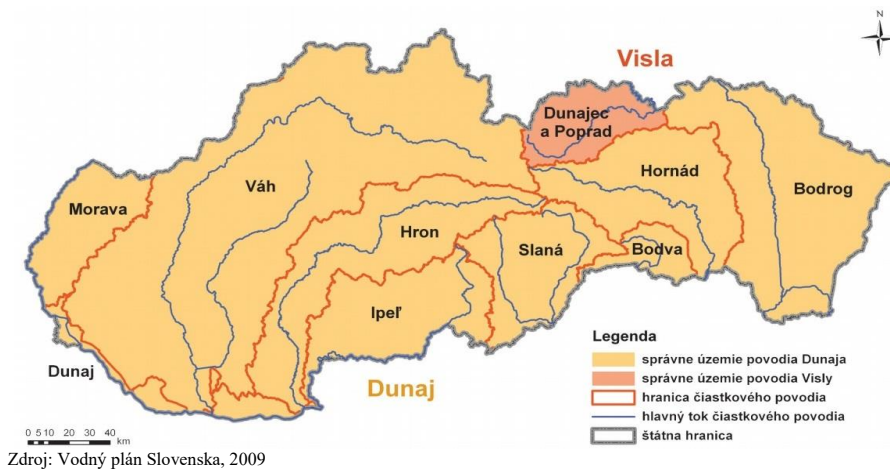 N
Visla
Dunajec
a Poprad
Hornád
Bodrog
Morava
Váh
Hron
Slaná
Bodva
Ipeľ
Dunaj
Dunaj
Legenda
správne územie povodia Dunaja
správne územie povodia Visly
hranica čiastkového povodia
hlavný tok čiastkového povodia
štátna hranica
0 5 10 20 30 40
km
Zdroj: Vodný plán Slovenska, 2009